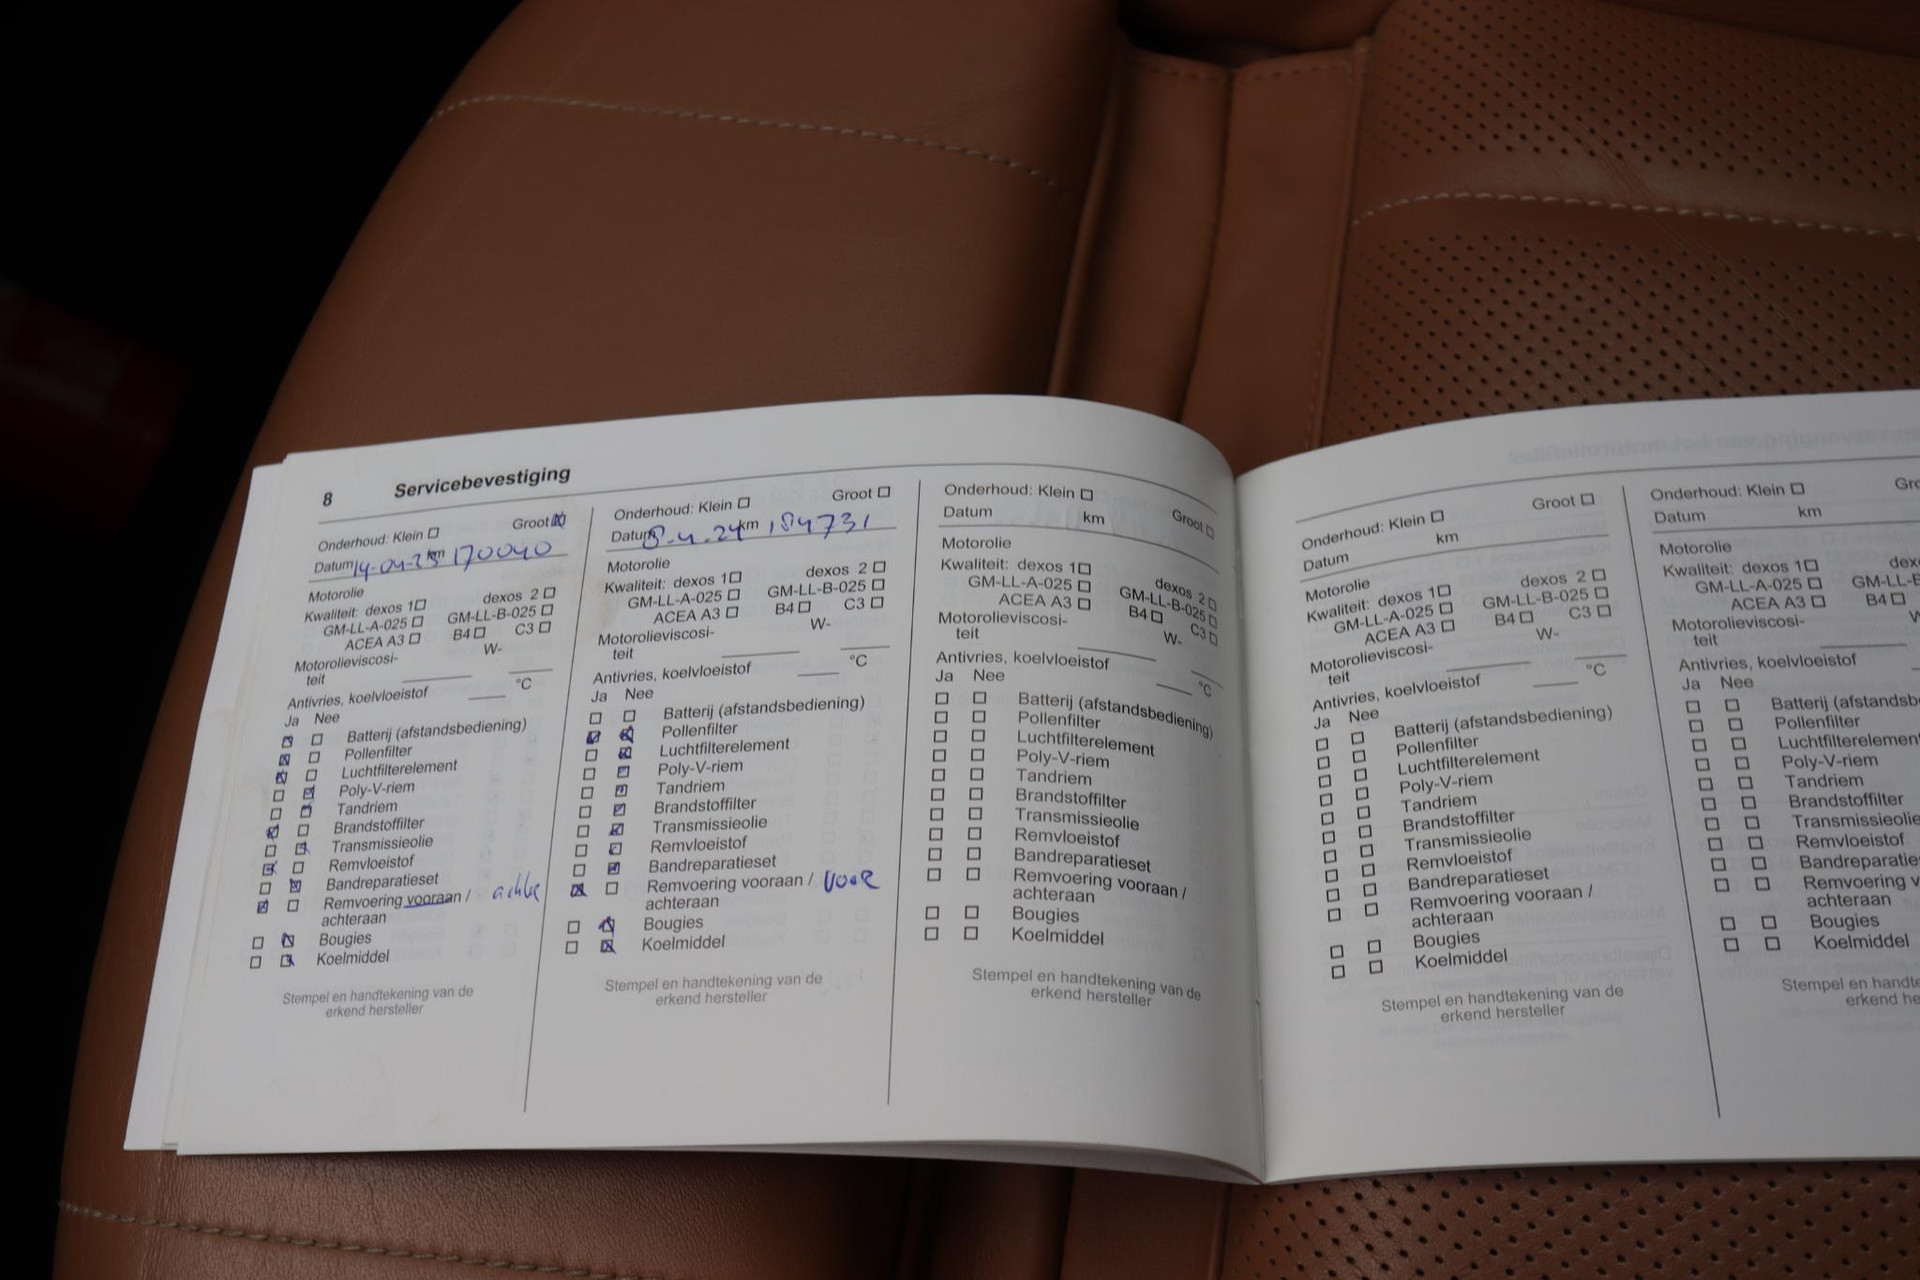 8 Servicebevestiging
Onderhoud: Klein Groot
Datum 14-04-23 km 170040
Motorolie
Kwaliteit: dexos 1 dexos 2
GM-LL-A-025 GM-LL-B-025
ACEA A3 B4 C3
Motorolieviscosi-
teit W-
Antivries, koelvloeistof °C
Ja Nee
Batterij (afstandsbediening)
Pollenfilter
Luchtfilterelement
Poly-V-riem
Tandriem
Brandstoffilter
Transmissieolie
Remvloeistof
Bandreparatieset
Remvoering vooraan / achter
achteraan
Bougies
Koelmiddel
Stempel en handtekening van de
erkend hersteller
Onderhoud: Klein Groot
Datum 8-4-24 km 184731
Motorolie
Kwaliteit: dexos 1 dexos 2
GM-LL-A-025 GM-LL-B-025
ACEA A3 B4 C3
Motorolieviscosi-
teit W-
Antivries, koelvloeistof °C
Ja Nee
Batterij (afstandsbediening)
Pollenfilter
Luchtfilterelement
Poly-V-riem
Tandriem
Brandstoffilter
Transmissieolie
Remvloeistof
Bandreparatieset
Remvoering vooraan / voor
achteraan
Bougies
Koelmiddel
Stempel en handtekening van de
erkend hersteller
Onderhoud: Klein Groot
Datum km
Motorolie
Kwaliteit: dexos 1 dexos 2
GM-LL-A-025 GM-LL-B-025
ACEA A3 B4 C3
Motorolieviscosi-
teit W-
Antivries, koelvloeistof °C
Ja Nee
Batterij (afstandsbediening)
Pollenfilter
Luchtfilterelement
Poly-V-riem
Tandriem
Brandstoffilter
Transmissieolie
Remvloeistof
Bandreparatieset
Remvoering vooraan /
achteraan
Bougies
Koelmiddel
Stempel en handtekening van de
erkend hersteller
Onderhoud: Klein Groot
Datum km
Motorolie
Kwaliteit: dexos 1 dexos 2
GM-LL-A-025 GM-LL-B-025
ACEA A3 B4 C3
Motorolieviscosi-
teit W-
Antivries, koelvloeistof °C
Ja Nee
Batterij (afstandsbediening)
Pollenfilter
Luchtfilterelement
Poly-V-riem
Tandriem
Brandstoffilter
Transmissieolie
Remvloeistof
Bandreparatieset
Remvoering vooraan /
achteraan
Bougies
Koelmiddel
Stempel en handtekening van de
erkend hersteller
Onderhoud: Klein Gro
Datum km
Motorolie
Kwaliteit: dexos 1 dex
GM-LL-A-025 GM-LL-B
ACEA A3 B4
Motorolieviscosi-
teit
Antivries, koelvloeistof
Ja Nee
Batterij (afstandsb
Pollenfilter
Luchtfilterelement
Poly-V-riem
Tandriem
Brandstoffilter
Transmissieolie
Remvloeistof
Bandreparaties
Remvoering v
achteraan
Bougies
Koelmiddel
Stempel en handte
erkend he